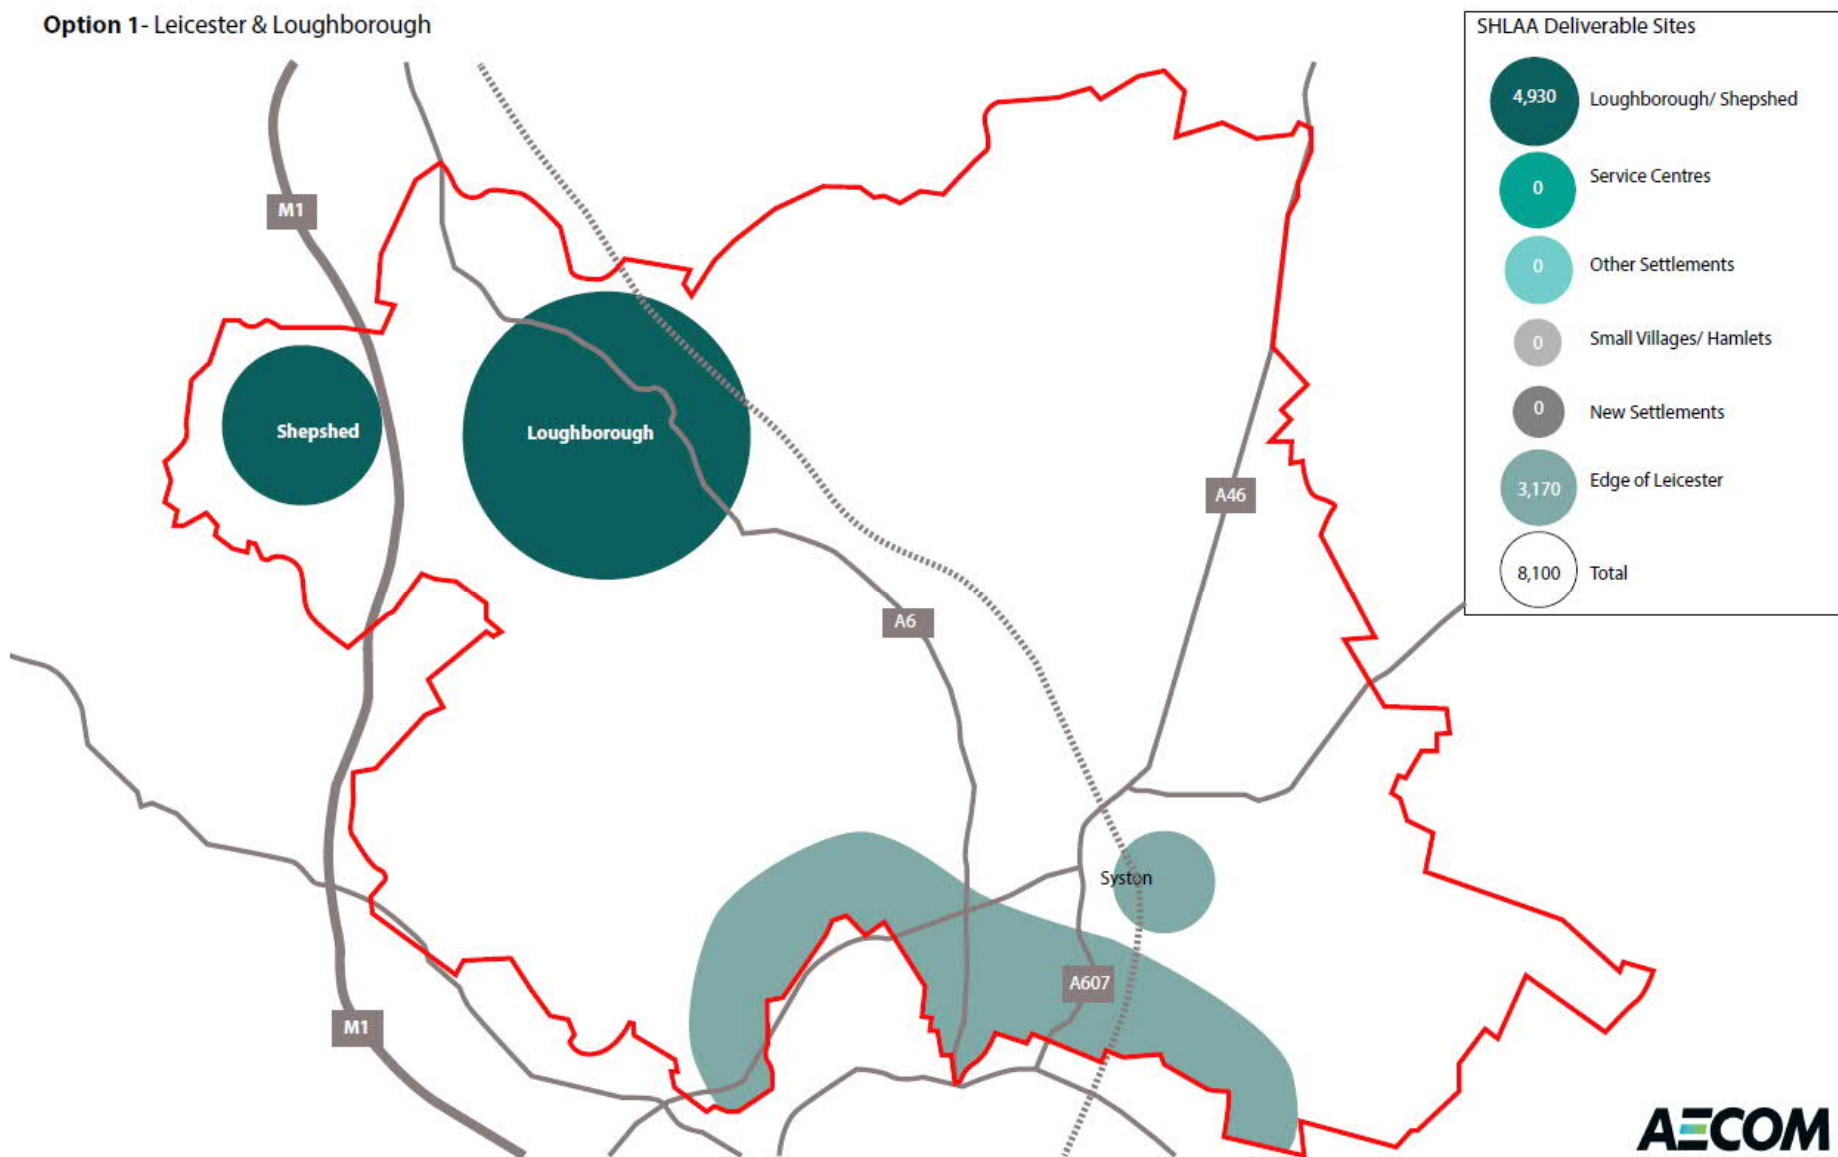 Option 1- Leicester & Loughborough
SHLAA Deliverable Sites
4,930 Loughborough/ Shepshed
0 Service Centres
0 Other Settlements
0 Small Villages/ Hamlets
0 New Settlements
3,170 Edge of Leicester
8,100 Total
M1
Shepshed
Loughborough
A46
A6
Syston
A607
M1
AECOM